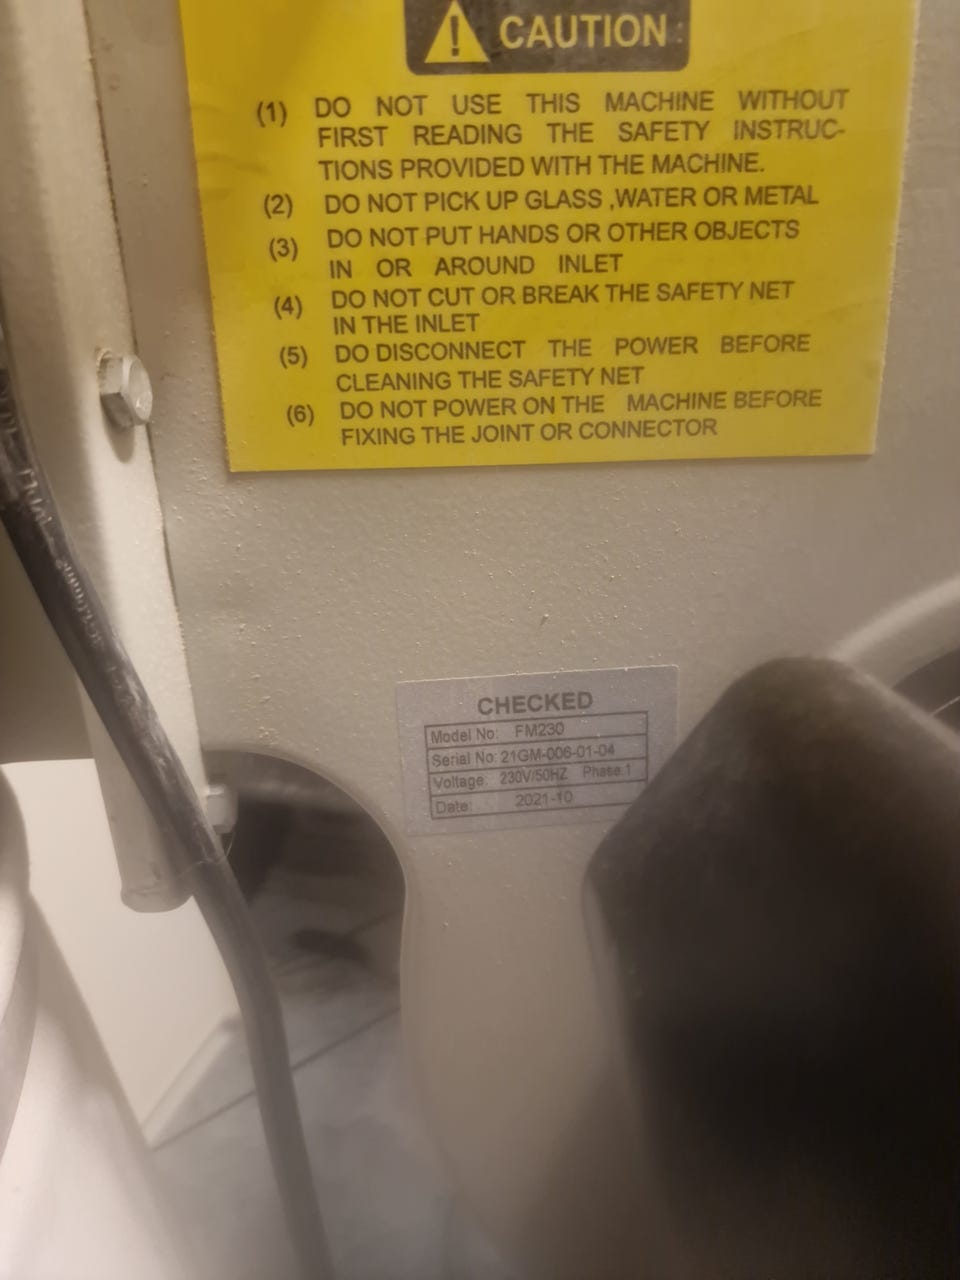 CAUTION
(1) DO NOT USE THIS MACHINE WITHOUT
FIRST READING THE SAFETY INSTRUC-
TIONS PROVIDED WITH THE MACHINE.
(2) DO NOT PICK UP GLASS ,WATER OR METAL
(3) DO NOT PUT HANDS OR OTHER OBJECTS
IN OR AROUND INLET
(4) DO NOT CUT OR BREAK THE SAFETY NET
IN THE INLET
(5) DO DISCONNECT THE POWER BEFORE
CLEANING THE SAFETY NET
(6) DO NOT POWER ON THE MACHINE BEFORE
FIXING THE JOINT OR CONNECTOR
CHECKED
Model No: FM230
Serial No: 21GM-006-01-04
Voltage: 230V/50HZ Phase:1
Date: 2021-10